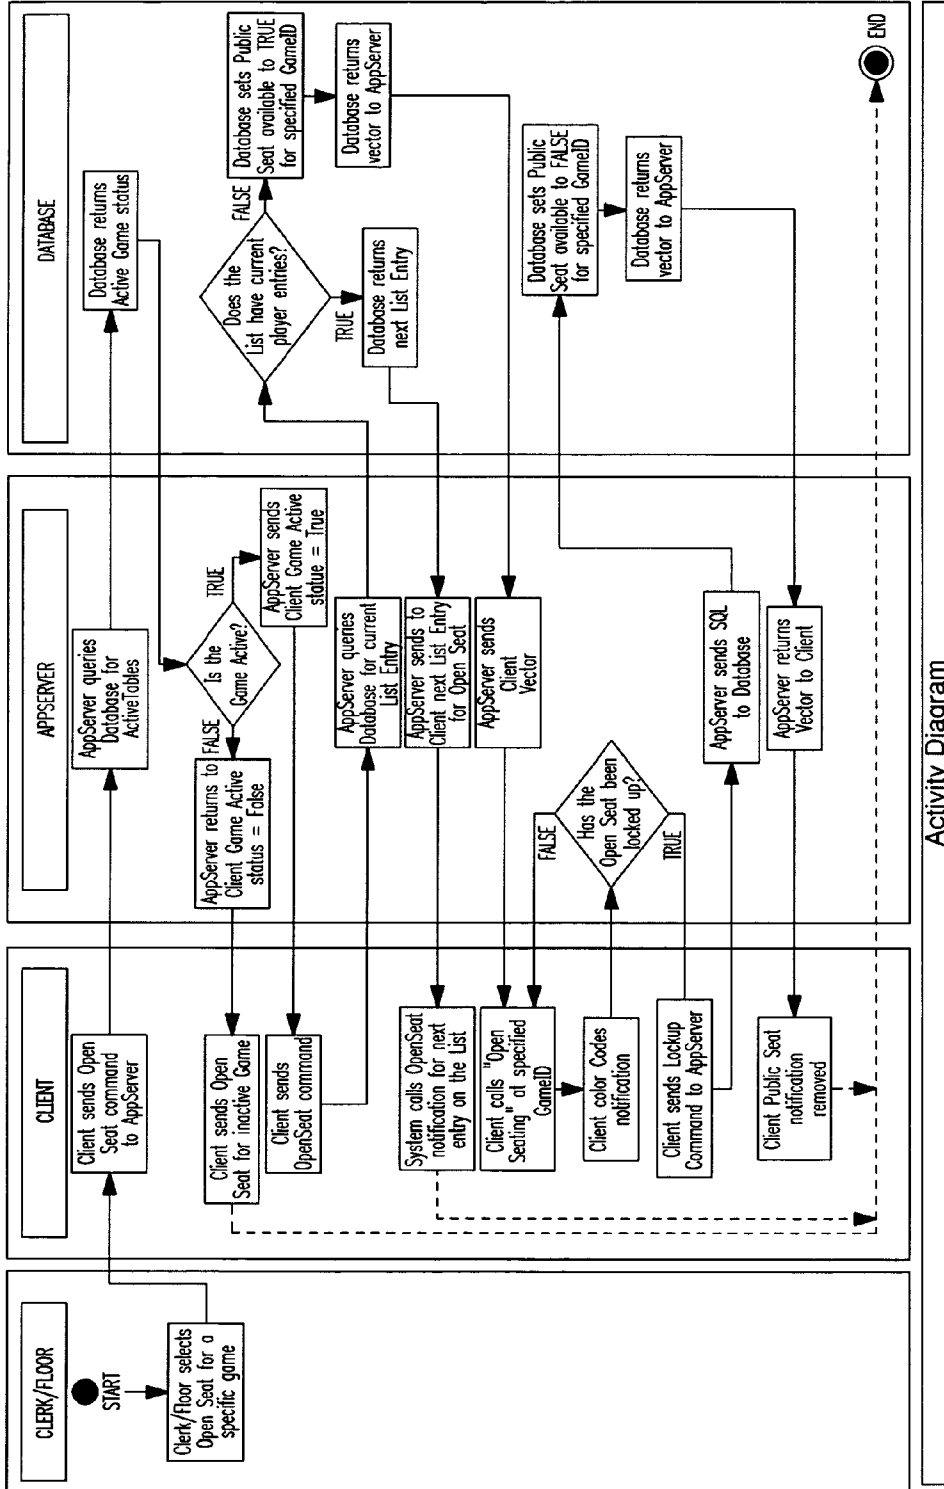 CLERK/FLOOR
START
Clerk/Floor selects
Open Seat for a
specific game
CLIENT
Client sends Open
Seat command
to AppServer
Client sends Open
Seat for inactive Game
Client sends
OpenSeat command
System calls OpenSeat
notification for next
entry on the List
Client calls "Open
Seating" at specified
GameID
Client color Codes
notification
Client sends Lockup
Command to AppServer
Client Public Seat
notification
removed
APPSERVER
AppServer queries
Database for
ActiveTables
Is the
Game Active?
FALSE
TRUE
AppServer returns to
Client Game Active
status = False
AppServer sends
Client Game Active
statue = True
AppServer queries
Database for current
List Entry
AppServer sends to
Client next List Entry
for Open Seat
AppServer sends
Client
Vector
Has the
Open Seat been
locked up?
FALSE
TRUE
AppServer sends SQL
to Database
AppServer returns
Vector to Client
DATABASE
Database returns
Active Game status
Does the
List have current
player entries?
FALSE
TRUE
Database sets Public
Seat available to TRUE
for specified GameID
Database returns
vector to AppServer
Database returns
next List Entry
Database sets Public
Seat available to FALSE
for specified GameID
Database returns
vector to AppServer
END
Activity Diagram